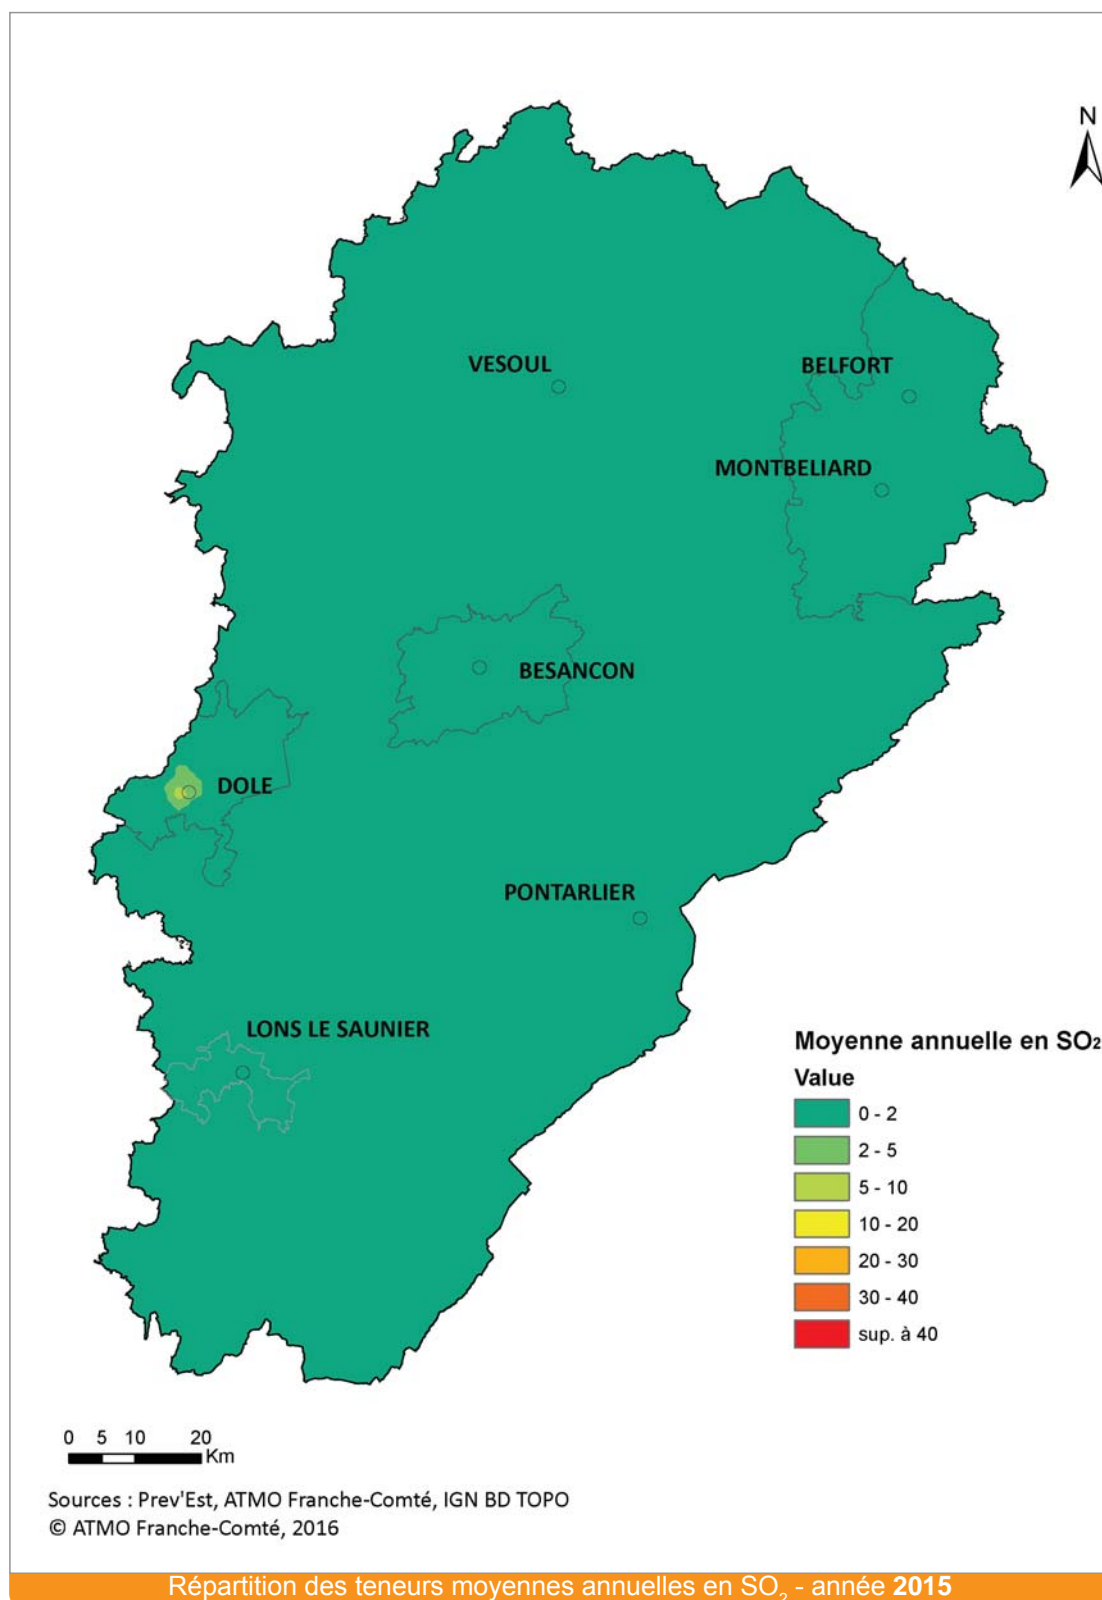 N
VESOUL
BELFORT
MONTBELIARD
BESANCON
DOLE
PONTARLIER
LONS LE SAUNIER
Moyenne annuelle en SO2
Value
0 - 2
2 - 5
5 - 10
10 - 20
20 - 30
30 - 40
sup. à 40
0 5 10 20
Km
Sources : Prev'Est, ATMO Franche-Comté, IGN BD TOPO
© ATMO Franche-Comté, 2016
Répartition des teneurs moyennes annuelles en SO2 - année 2015